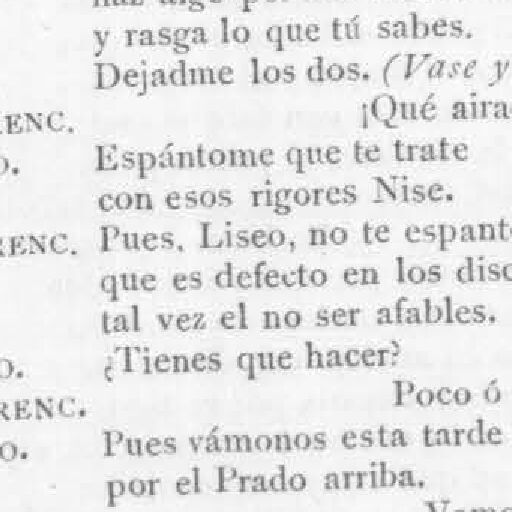 y rasga lo que tú sabes.
Dejadme los dos. (Vase y
RENC. ¡Qué aira
O. Espántome que te trate
con esos rigores Nise.
RENC. Pues, Liseo, no te espant
que es defecto en los disc
tal vez el no ser afables.
O. ¿Tienes que hacer?
RENC. Poco ó
O. Pues vámonos esta tarde
por el Prado arriba.